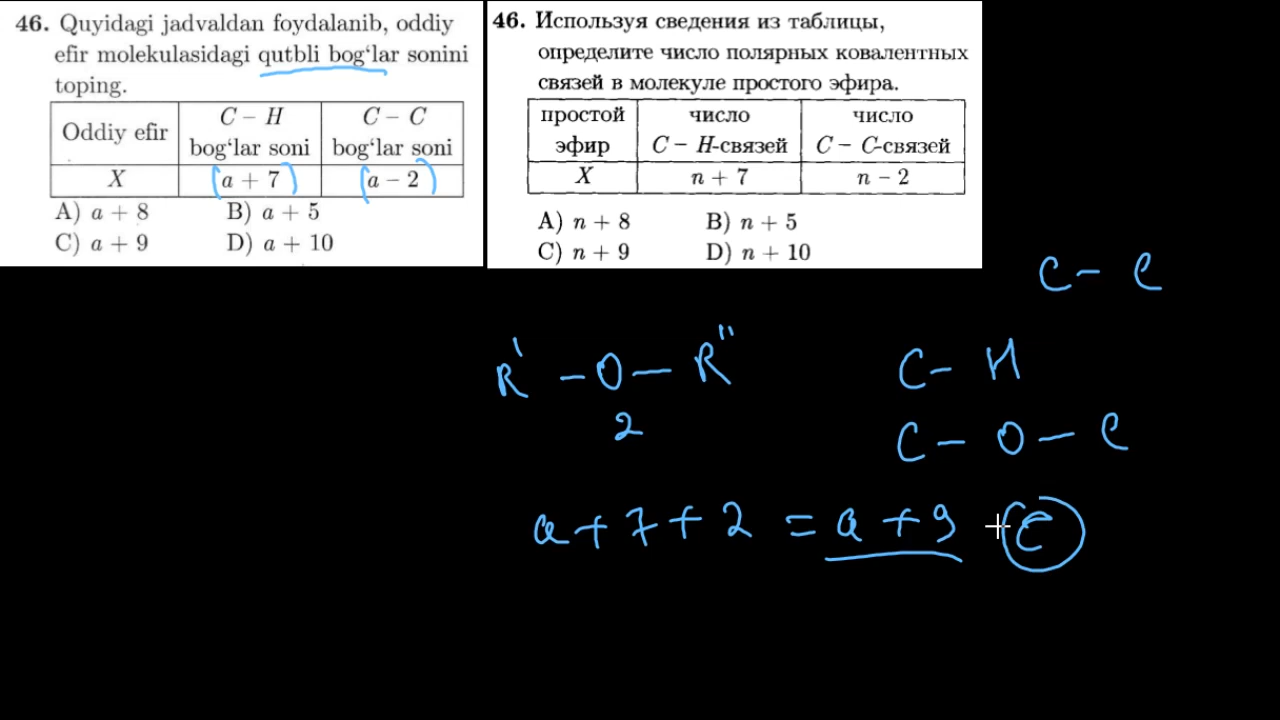 46. Quyidagi jadvaldan foydalanib, oddiy
efir molekulasidagi qutbli bog‘lar sonini
toping.
Oddiy efir
C – H
bog‘lar soni
C – C
bog‘lar soni
X
a + 7
a – 2
A) a + 8 B) a + 5
C) a + 9 D) a + 10
46. Используя сведения из таблицы,
определите число полярных ковалентных
связей в молекуле простого эфира.
простой
эфир
число
C – H-связей
число
C – C-связей
X
n + 7
n – 2
A) n + 8 B) n + 5
C) n + 9 D) n + 10
C – C
R' – O – R"
2
C – H
C – O – C
a + 7 + 2 = a + 9 C